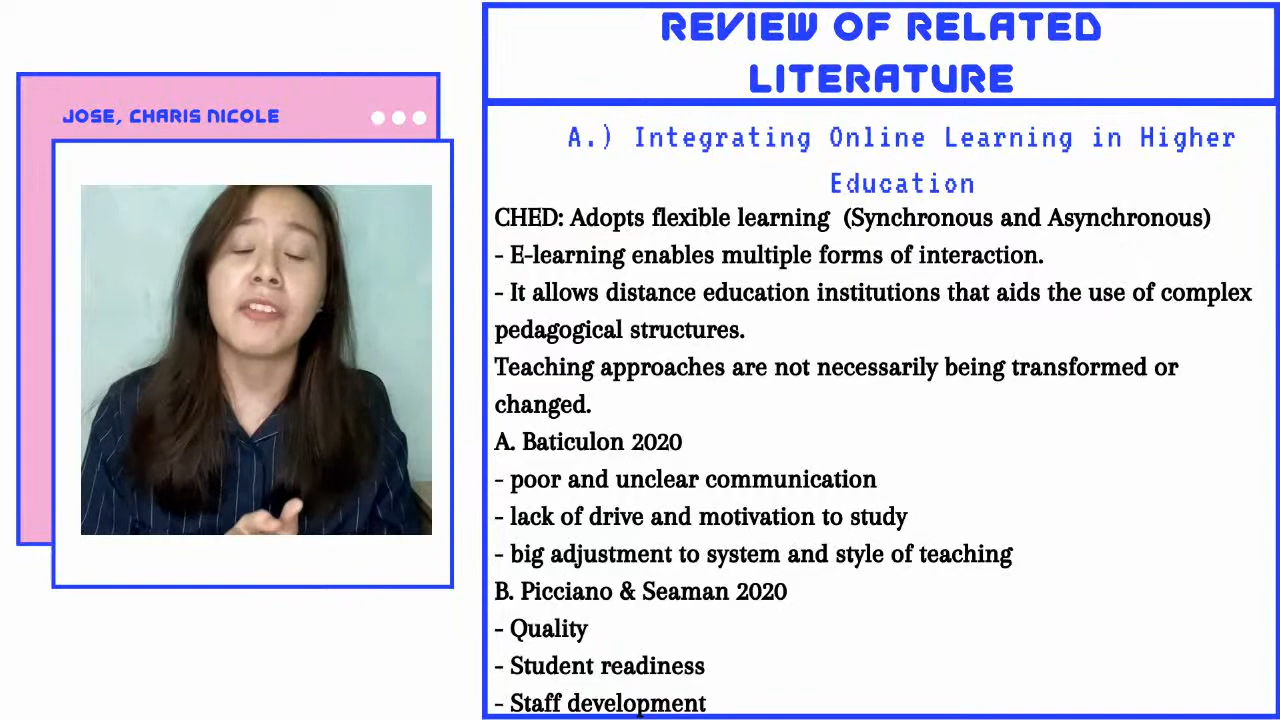 JOSE, CHARIS NICOLE
REVIEW OF RELATED
LITERATURE
A.) Integrating Online Learning in Higher
Education
CHED: Adopts flexible learning (Synchronous and Asynchronous)
- E-learning enables multiple forms of interaction.
- It allows distance education institutions that aids the use of complex
pedagogical structures.
Teaching approaches are not necessarily being transformed or
changed.
A. Baticulon 2020
- poor and unclear communication
- lack of drive and motivation to study
- big adjustment to system and style of teaching
B. Picciano & Seaman 2020
- Quality
- Student readiness
- Staff development